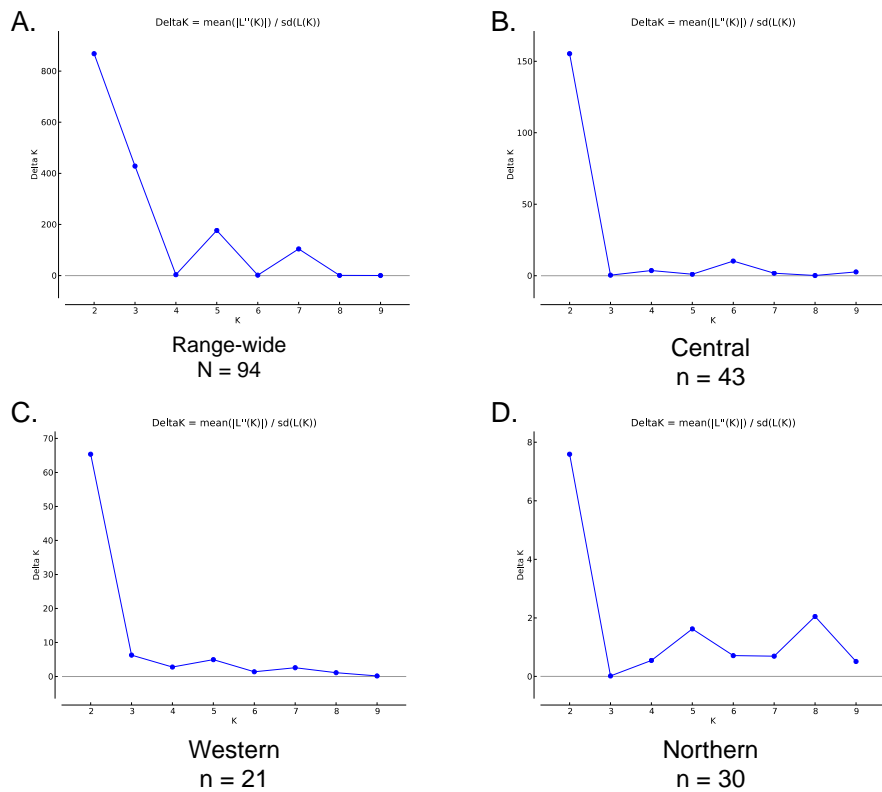 A.
DeltaK = mean(|L''(K)|) / sd(L(K))
800
600
400
200
0
Delta K
2 3 4 5 6 7 8 9
K
Range-wide
N = 94
B.
DeltaK = mean(|L''(K)|) / sd(L(K))
150
100
50
0
Delta K
2 3 4 5 6 7 8 9
K
Central
n = 43
C.
DeltaK = mean(|L''(K)|) / sd(L(K))
70
60
50
40
30
20
10
0
Delta K
2 3 4 5 6 7 8 9
K
Western
n = 21
D.
DeltaK = mean(|L''(K)|) / sd(L(K))
8
6
4
2
0
Delta K
2 3 4 5 6 7 8 9
K
Northern
n = 30